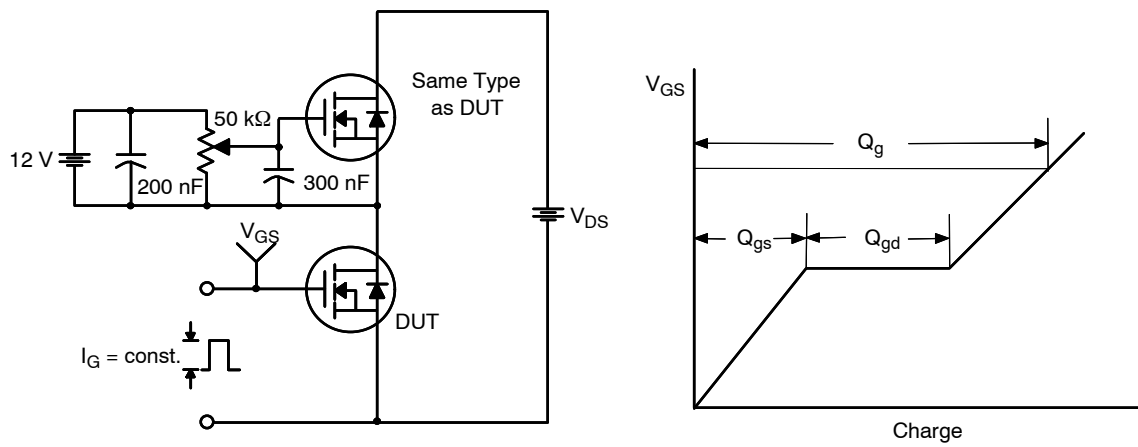 Same Type
as DUT
50 kΩ
12 V
200 nF
300 nF
V_DS
V_GS
DUT
I_G = const.
V_GS
Q_g
Q_gs
Q_gd
Charge